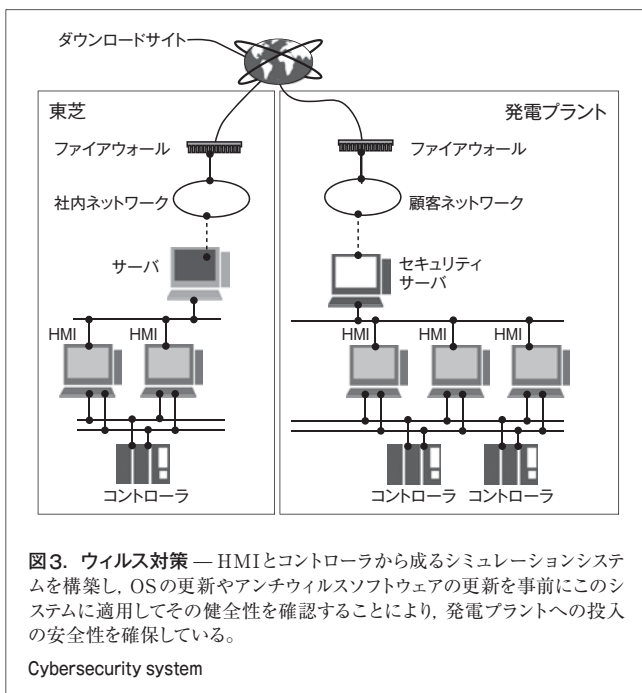 ダウンロードサイト
東芝
発電プラント
ファイアウォール
ファイアウォール
社内ネットワーク
顧客ネットワーク
サーバ
セキュリティ
サーバ
HMI
HMI
HMI
HMI
HMI
コントローラ
コントローラ
コントローラ
図3. ウィルス対策 — HMIとコントローラから成るシミュレーションシステ
ムを構築し，OSの更新やアンチウィルスソフトウェアの更新を事前にこのシ
ステムに適用してその健全性を確認することにより，発電プラントへの投入
の安全性を確保している。
Cybersecurity system